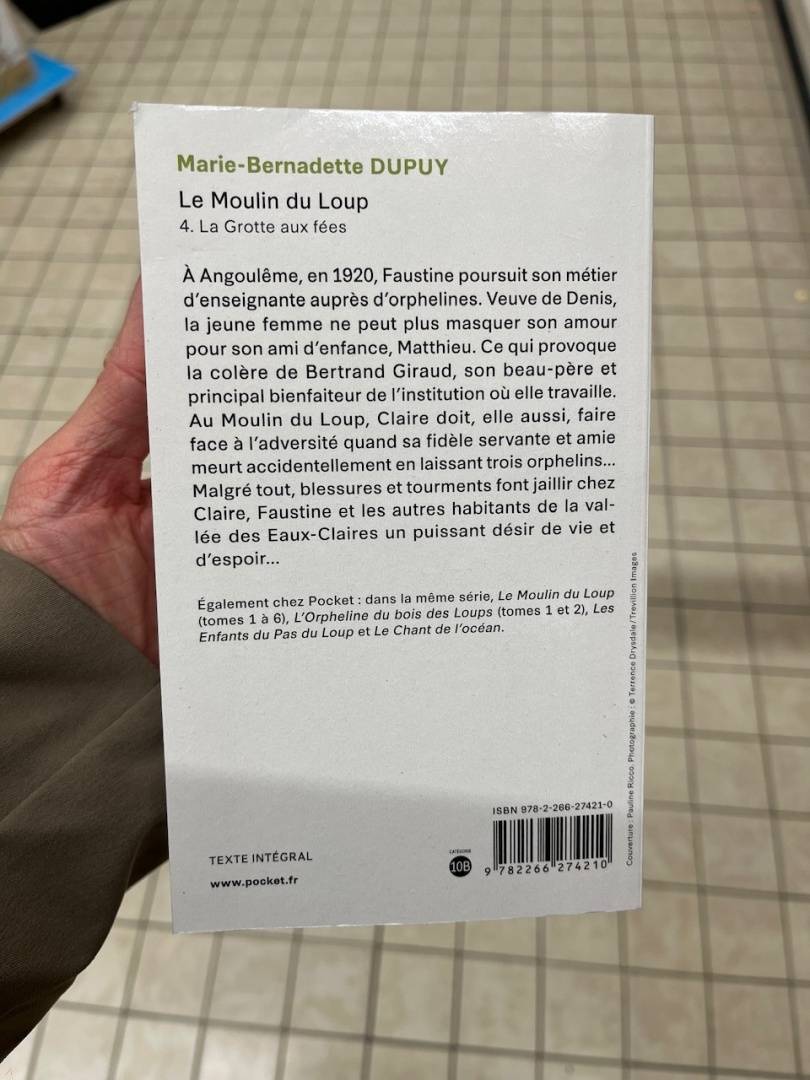 Marie-Bernadette DUPUY
Le Moulin du Loup
4. La Grotte aux fées
À Angoulême, en 1920, Faustine poursuit son métier
d'enseignante auprès d'orphelines. Veuve de Denis,
la jeune femme ne peut plus masquer son amour
pour son ami d'enfance, Matthieu. Ce qui provoque
la colère de Bertrand Giraud, son beau-père et
principal bienfaiteur de l'institution où elle travaille.
Au Moulin du Loup, Claire doit, elle aussi, faire
face à l'adversité quand sa fidèle servante et amie
meurt accidentellement en laissant trois orphelins...
Malgré tout, blessures et tourments font jaillir chez
Claire, Faustine et les autres habitants de la val-
lée des Eaux-Claires un puissant désir de vie et
d'espoir...
Également chez Pocket : dans la même série, Le Moulin du Loup
(tomes 1 à 6), L'Orpheline du bois des Loups (tomes 1 et 2), Les
Enfants du Pas du Loup et Le Chant de l'océan.
Couverture : Pauline Ricco. Photographie : © Terrence Drysdale/Trevillion Images
ISBN 978-2-266-27421-0
TEXTE INTÉGRAL
www.pocket.fr
CATÉGORIE
10B
9 782266 274210